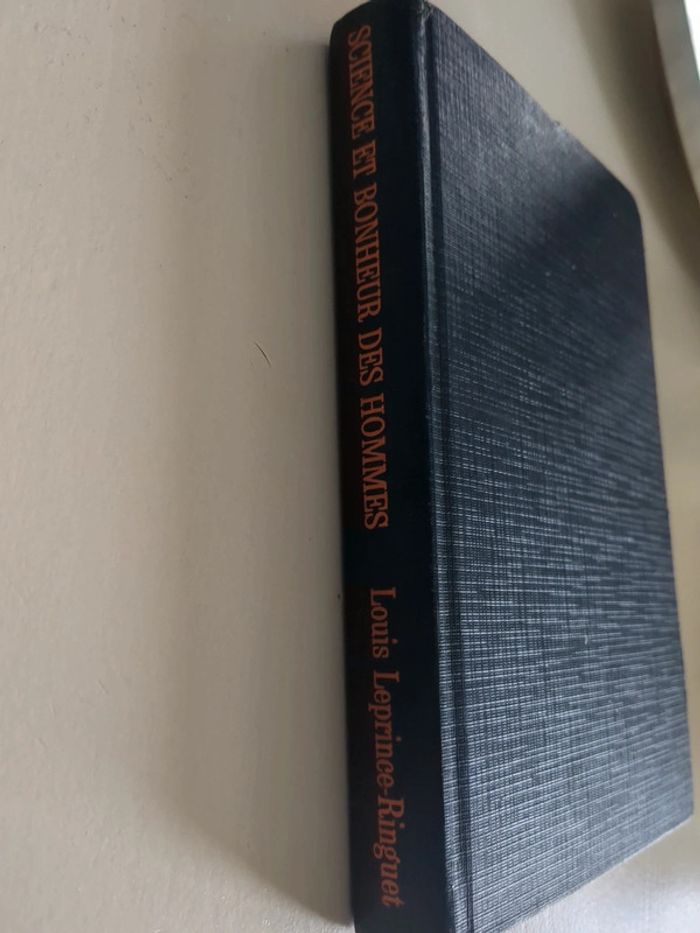 SCIENCE ET BONHEUR DES HOMMES Louis Leprince-Ringuet